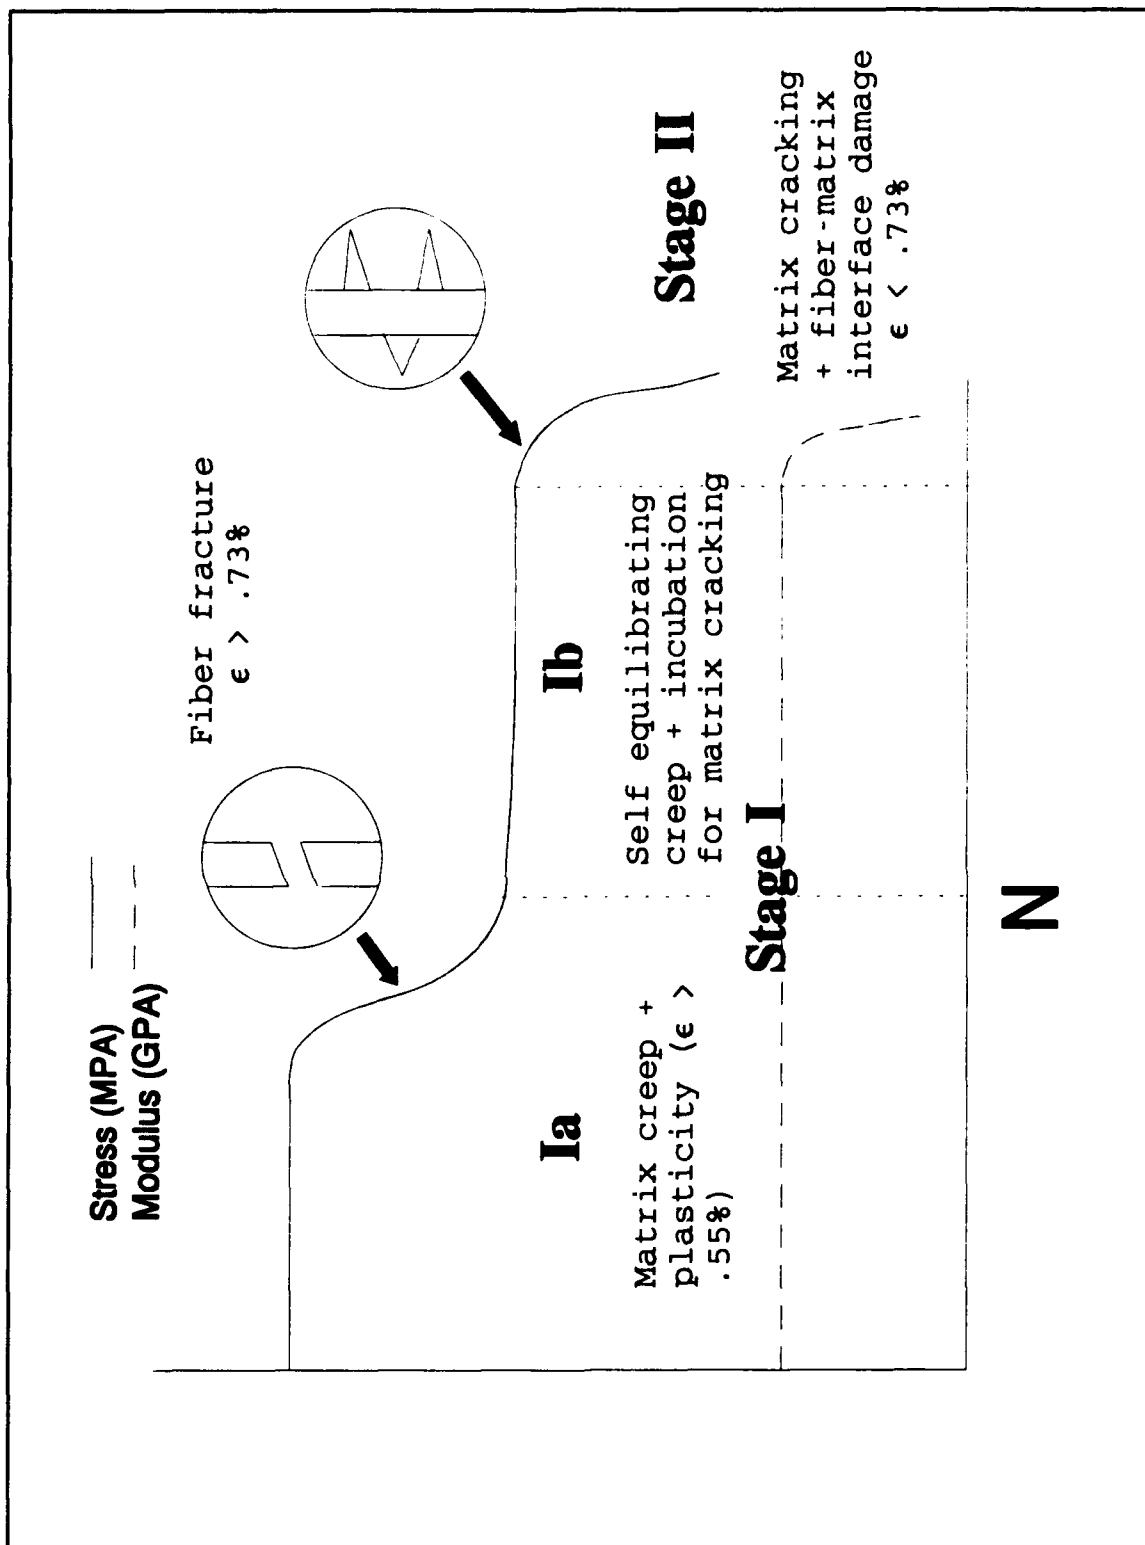 Stress (MPA)
Modulus (GPA)
Fiber fracture
ϵ > .73%
Ia
Matrix creep +
plasticity (ϵ >
.55%)
Ib
Self equilibrating
creep + incubation
for matrix cracking
Stage I
Stage II
Matrix cracking
+ fiber-matrix
interface damage
ϵ < .73%
N